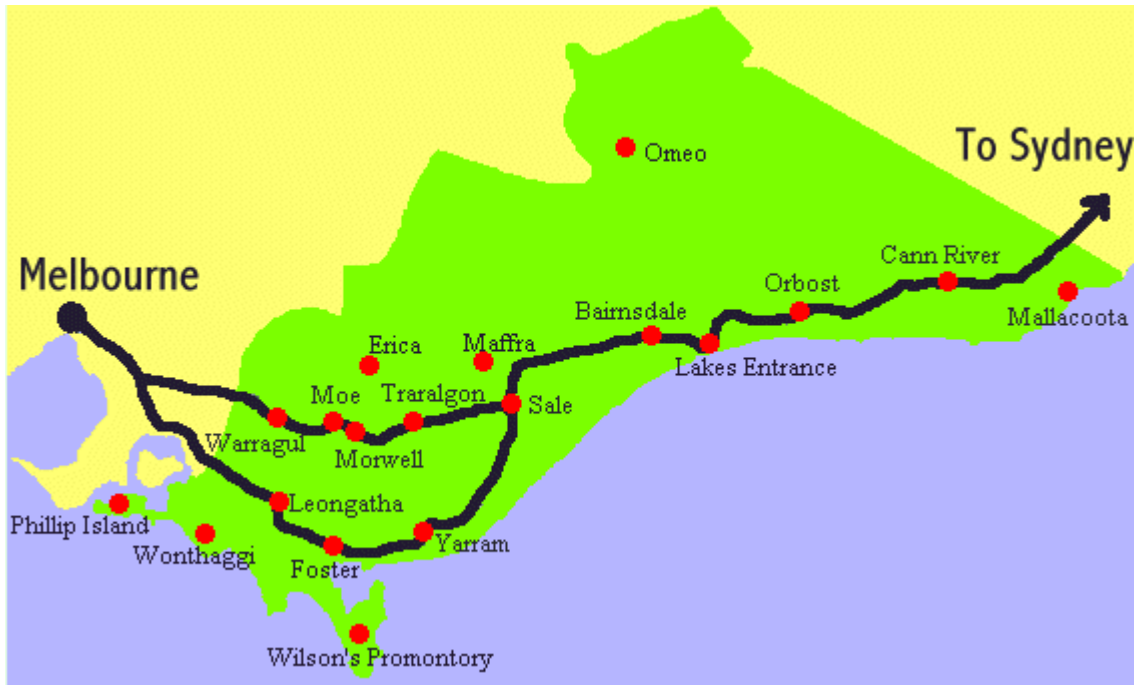 Omeo
To Sydney
Melbourne
Cann River
Orbost
Mallacoota
Bairnsdale
Lakes Entrance
Erica
Maffra
Moe
Traralgon
Sale
Warragul
Morwell
Leongatha
Phillip Island
Wonthaggi
Foster
Yarram
Wilson's Promontory